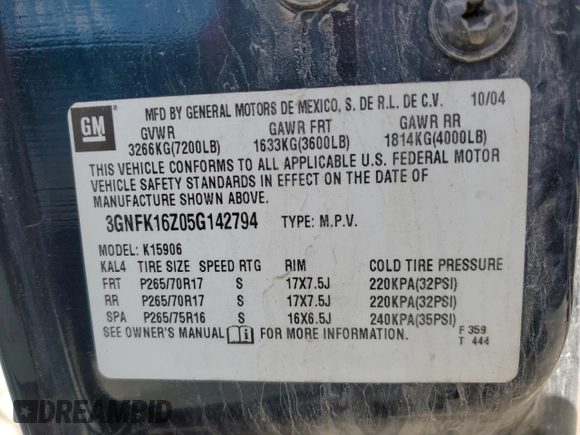 GM
MFD BY GENERAL MOTORS DE MEXICO, S. DE R.L. DE C.V. 10/04
GVWR GAWR FRT GAWR RR
3266KG(7200LB) 1633KG(3600LB) 1814KG(4000LB)
THIS VEHICLE CONFORMS TO ALL APPLICABLE U.S. FEDERAL MOTOR
VEHICLE SAFETY STANDARDS IN EFFECT ON THE DATE OF
MANUFACTURE SHOWN ABOVE.
3GNFK16Z05G142794 TYPE: M.P.V.
MODEL: K15906
KAL4 TIRE SIZE SPEED RTG RIM COLD TIRE PRESSURE
FRT P265/70R17 S 17X7.5J 220KPA(32PSI)
RR P265/70R17 S 17X7.5J 220KPA(32PSI)
SPA P265/75R16 S 16X6.5J 240KPA(35PSI)
SEE OWNER'S MANUAL FOR MORE INFORMATION. F 359
T 444
DREAMBID